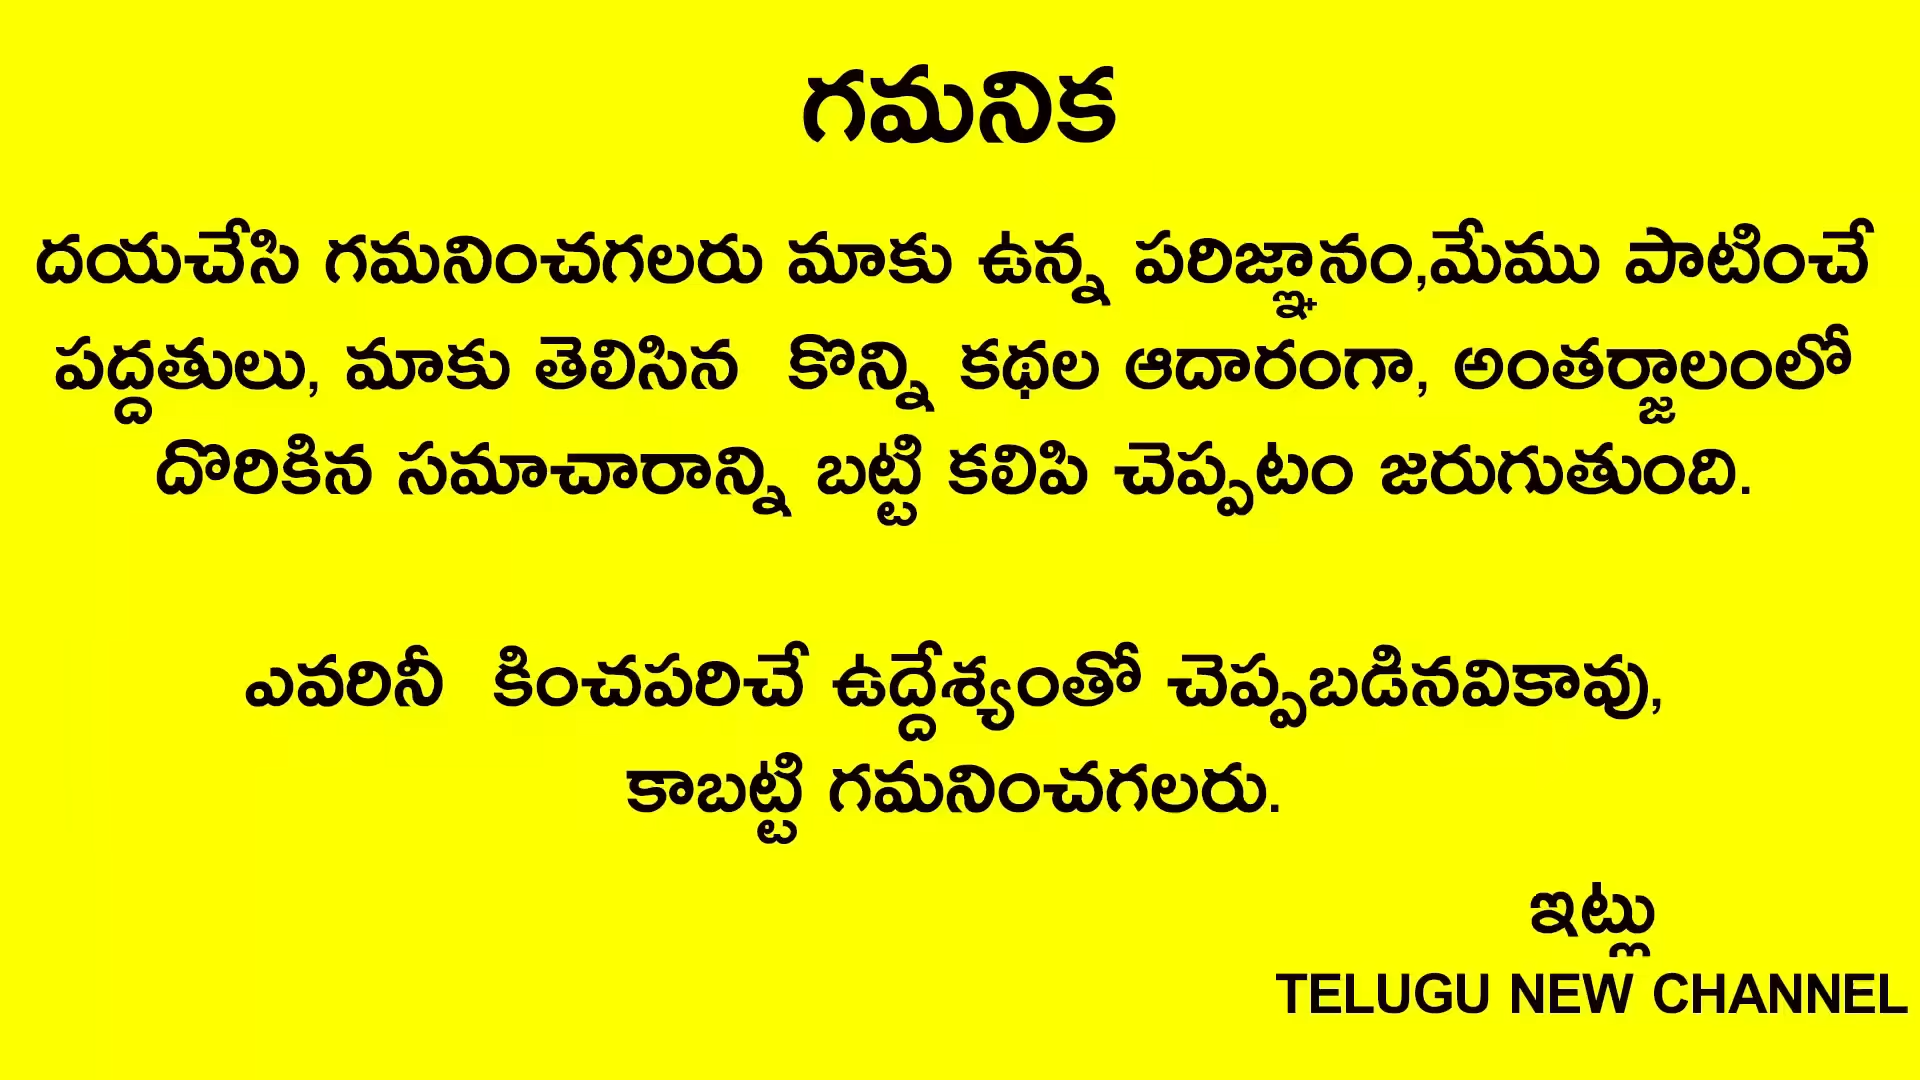 గమనిక
దయచేసి గమనించగలరు మాకు ఉన్న పరిజ్ఞానం,మేము పాటించే
పద్దతులు, మాకు తెలిసిన కొన్ని కథల ఆదారంగా, అంతర్జాలంలో
దొరికిన సమాచారాన్ని బట్టి కలిపి చెప్పటం జరుగుతుంది.
ఎవరినీ కించపరిచే ఉద్దేశ్యంతో చెప్పబడినవికావు,
కాబట్టి గమనించగలరు.
ఇట్లు
TELUGU NEW CHANNEL